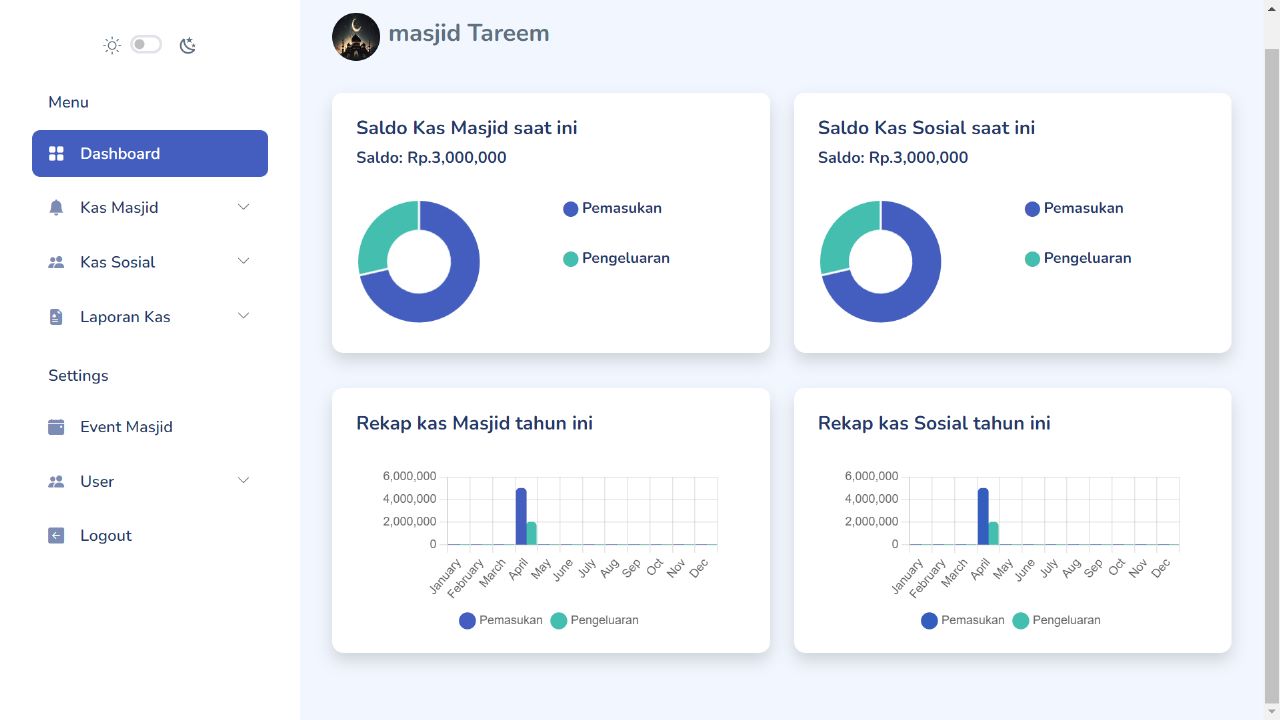 masjid Tareem
Menu
Dashboard
Kas Masjid
Kas Sosial
Laporan Kas
Settings
Event Masjid
User
Logout
Saldo Kas Masjid saat ini
Saldo: Rp.3,000,000
Pemasukan
Pengeluaran
Saldo Kas Sosial saat ini
Saldo: Rp.3,000,000
Pemasukan
Pengeluaran
Rekap kas Masjid tahun ini
6,000,000
4,000,000
2,000,000
0
January February March April May June July Aug Sep Oct Nov Dec
Pemasukan Pengeluaran
Rekap kas Sosial tahun ini
6,000,000
4,000,000
2,000,000
0
January February March April May June July Aug Sep Oct Nov Dec
Pemasukan Pengeluaran